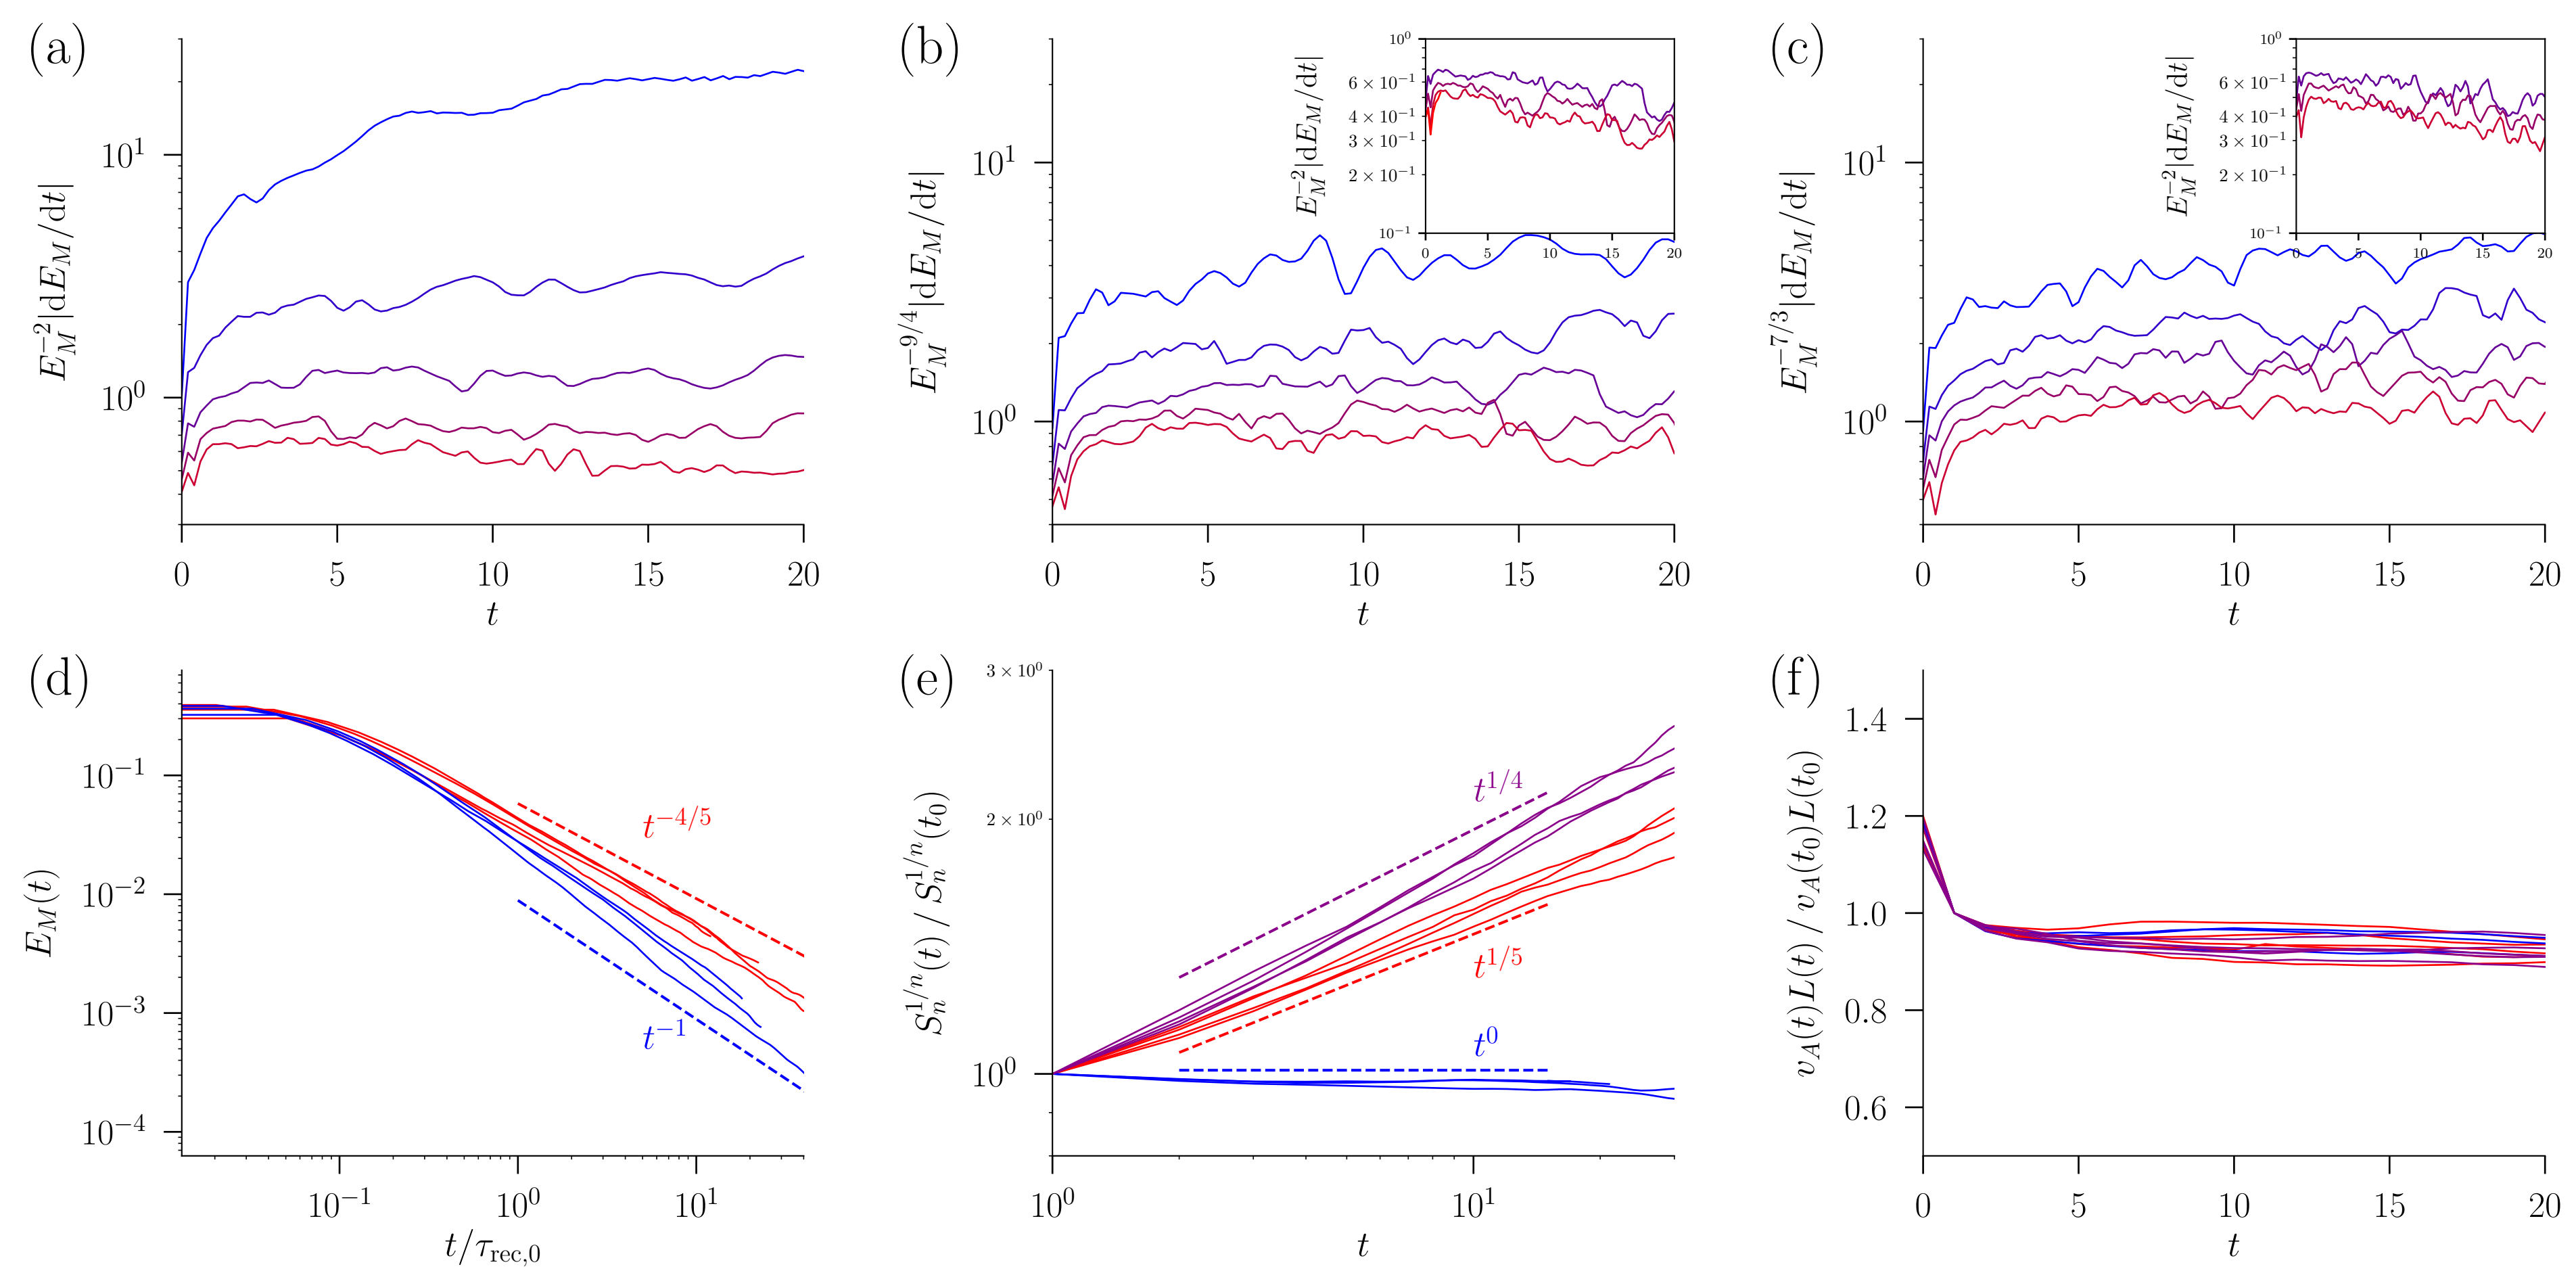 (a)
E_M^{-2}|dE_M/dt|
10^1
10^0
0 5 10 15 20
t
(b)
E_M^{-9/4}|dE_M/dt|
10^1
10^0
0 5 10 15 20
t
E_M^{-2}|dE_M/dt|
10^0
6 × 10^{-1}
4 × 10^{-1}
3 × 10^{-1}
2 × 10^{-1}
10^{-1}
0 5 10 15 20
(c)
E_M^{-7/3}|dE_M/dt|
10^1
10^0
0 5 10 15 20
t
E_M^{-2}|dE_M/dt|
10^0
6 × 10^{-1}
4 × 10^{-1}
3 × 10^{-1}
2 × 10^{-1}
10^{-1}
0 5 10 15 20
(d)
E_M(t)
10^{-1}
10^{-2}
10^{-3}
10^{-4}
t^{-4/5}
t^{-1}
10^{-1} 10^0 10^1
t/τ_{rec,0}
(e)
S_n^{1/n}(t) / S_n^{1/n}(t_0)
3 × 10^0
2 × 10^0
10^0
t^{1/4}
t^{1/5}
t^0
10^0 10^1
t
(f)
v_A(t)L(t) / v_A(t_0)L(t_0)
1.4
1.2
1.0
0.8
0.6
0 5 10 15 20
t